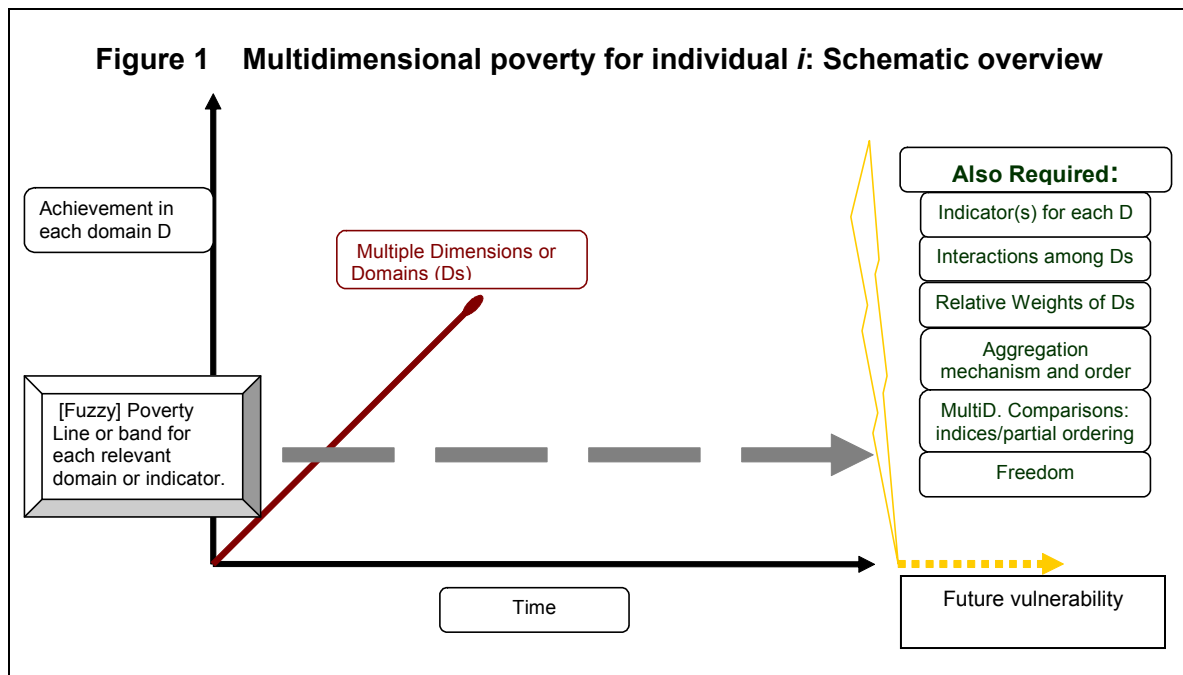 Figure 1 Multidimensional poverty for individual i: Schematic overview
Achievement in
each domain D
Multiple Dimensions or
Domains (Ds)
[Fuzzy] Poverty
Line or band for
each relevant
domain or indicator.
Time
Also Required:
Indicator(s) for each D
Interactions among Ds
Relative Weights of Ds
Aggregation
mechanism and order
MultiD. Comparisons:
indices/partial ordering
Freedom
Future vulnerability